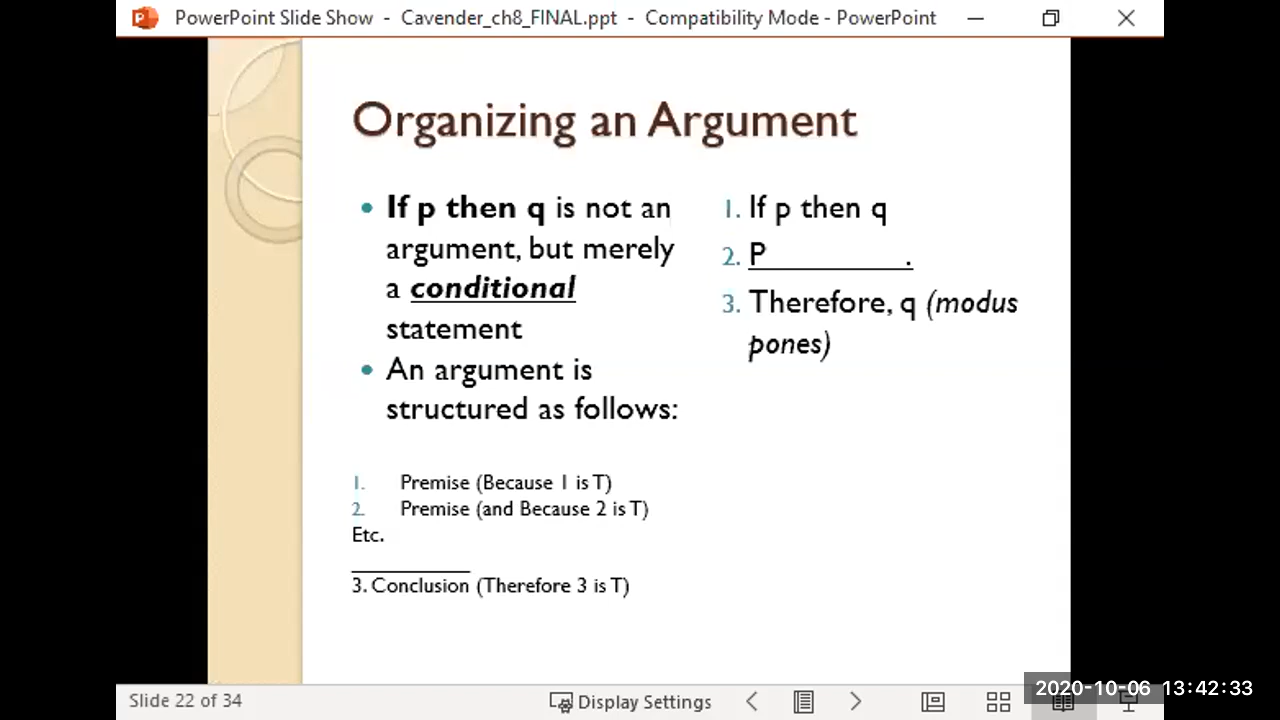 PowerPoint Slide Show - Cavender_ch8_FINAL.ppt - Compatibility Mode - PowerPoint
Organizing an Argument
• If p then q is not an
argument, but merely
a conditional
statement
• An argument is
structured as follows:
1. Premise (Because 1 is T)
2. Premise (and Because 2 is T)
Etc.
3. Conclusion (Therefore 3 is T)
1. If p then q
2. P .
3. Therefore, q (modus
pones)
Slide 22 of 34
Display Settings
2020-10-06 13:42:33